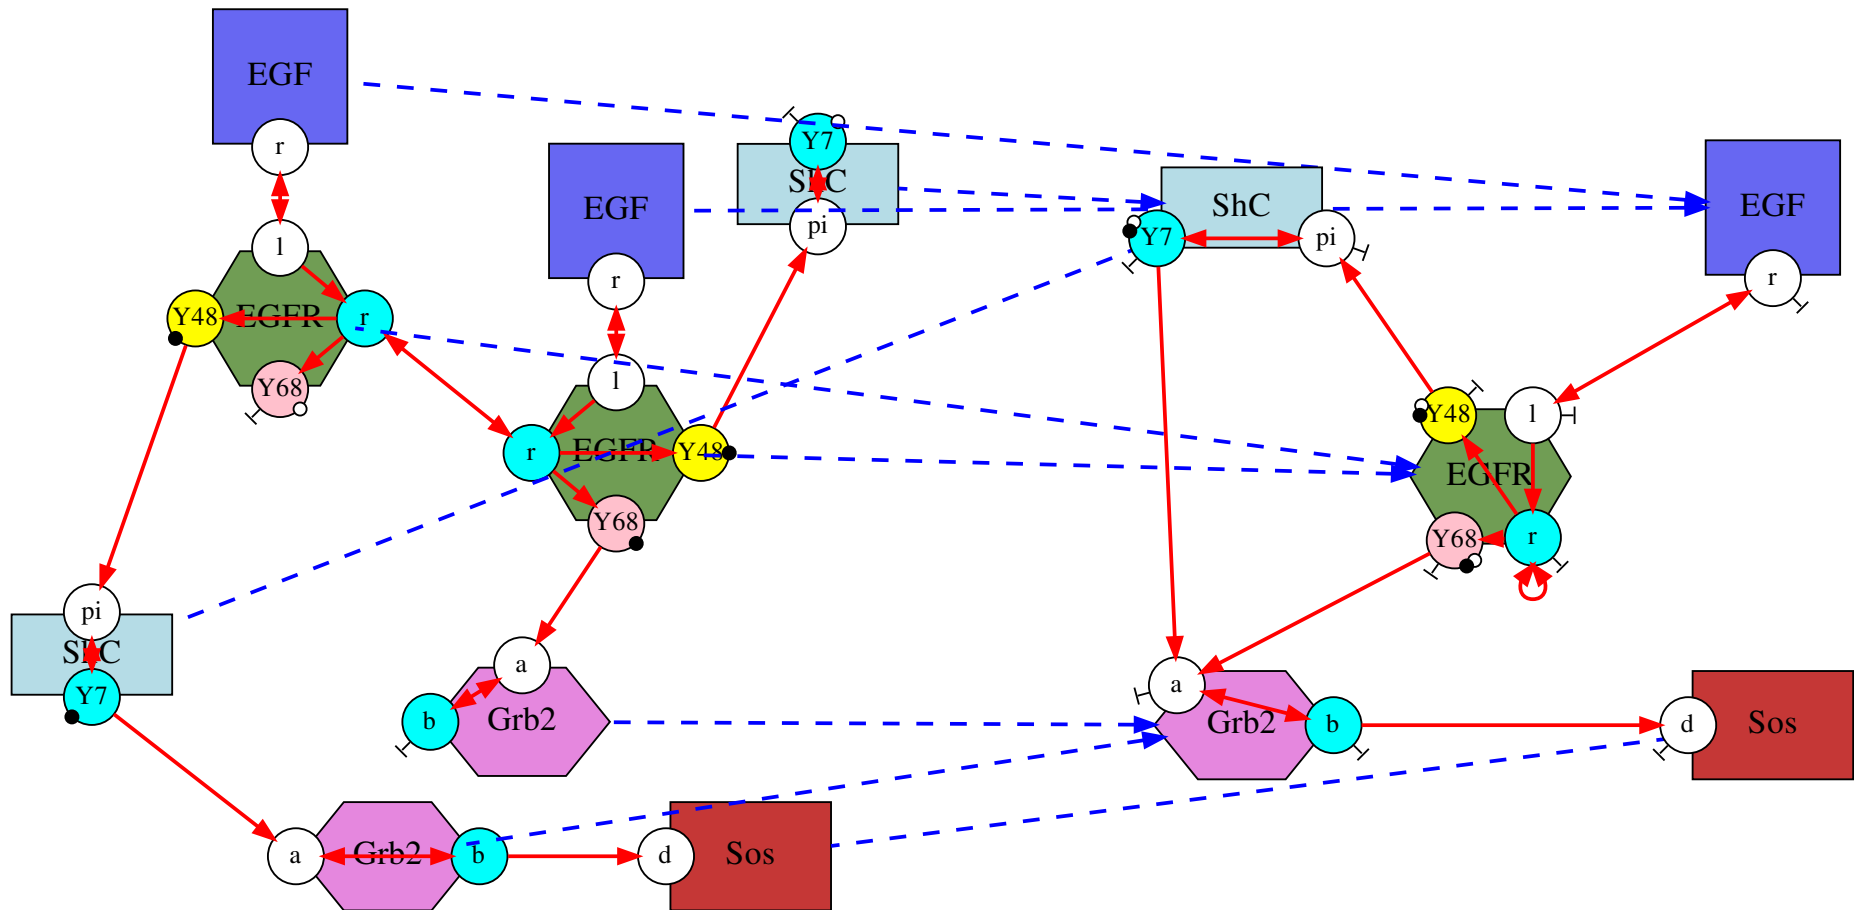 EGF
r
l
Y48
EGFR
r
Y68
EGF
r
l
r
EGFR
Y48
Y68
Y7
ShC
pi
ShC
Y7
pi
EGF
r
Y48
l
EGFR
Y68
r
pi
ShC
Y7
a
b
Grb2
a
Grb2
b
d
Sos
a
Grb2
b
d
Sos